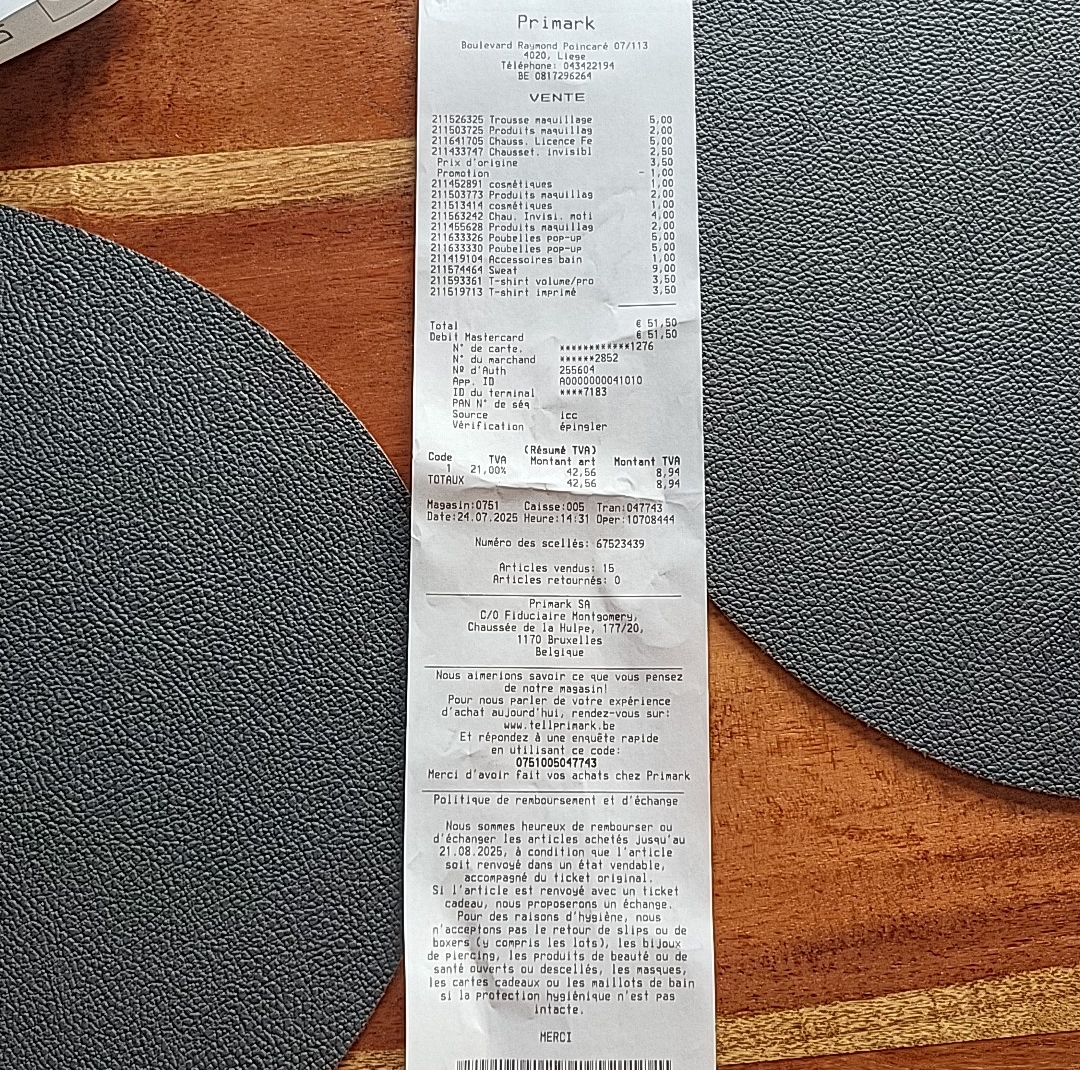 Primark
Boulevard Raymond Poincaré 07/113
4020, Liege
Téléphone: 043422194
BE 0817296264
VENTE
211526325 Trousse maquillage 5,00
211503725 Produits maquillag 2,00
211641705 Chauss. Licence Fe 5,00
211433747 Chausset. invisibl 2,50
Prix d'origine 3,50
Promotion - 1,00
211452891 cosmétiques 1,00
211503773 Produits maquillag 2,00
211513414 cosmétiques 1,00
211563242 Chau. Invisi. moti 4,00
211455628 Produits maquillag 2,00
211633326 Poubelles pop-up 5,00
211633330 Poubelles pop-up 5,00
211419104 Accessoires bain 1,00
211574464 Sweat 9,00
211593361 T-shirt volume/pro 3,50
211519713 T-shirt imprimé 3,50
Total € 51,50
Debit Mastercard € 51,50
N° de carte. ************1276
N° du marchand ******2852
Nº d'Auth 255604
App. ID A0000000041010
ID du terminal ****7183
PAN N° de séq
Source icc
Vérification épingler
(Résumé TVA)
Code TVA Montant art Montant TVA
1 21,00% 42,56 8,94
TOTAUX 42,56 8,94
Magasin:0751 Caisse:005 Tran:047743
Date:24.07.2025 Heure:14:31 Oper:10708444
Numéro des scellés: 67523439
Articles vendus: 15
Articles retournés: 0
Primark SA
C/O Fiduciaire Montgomery,
Chaussée de la Hulpe, 177/20,
1170 Bruxelles
Belgique
Nous aimerions savoir ce que vous pensez
de notre magasin!
Pour nous parler de votre expérience
d'achat aujourd'hui, rendez-vous sur:
www.tellprimark.be
Et répondez à une enquête rapide
en utilisant ce code:
0751005047743
Merci d'avoir fait vos achats chez Primark
Politique de remboursement et d'échange
Nous sommes heureux de rembourser ou
d'échanger les articles achetés jusqu'au
21.08.2025, à condition que l'article
soit renvoyé dans un état vendable,
accompagné du ticket original.
Si l'article est renvoyé avec un ticket
cadeau, nous proposerons un échange.
Pour des raisons d'hygiène, nous
n'acceptons pas le retour de slips ou de
boxers (y compris les lots), les bijoux
de piercing, les produits de beauté ou de
santé ouverts ou descellés, les masques,
les cartes cadeaux ou les maillots de bain
si la protection hygiénique n'est pas
intacte.
MERCI